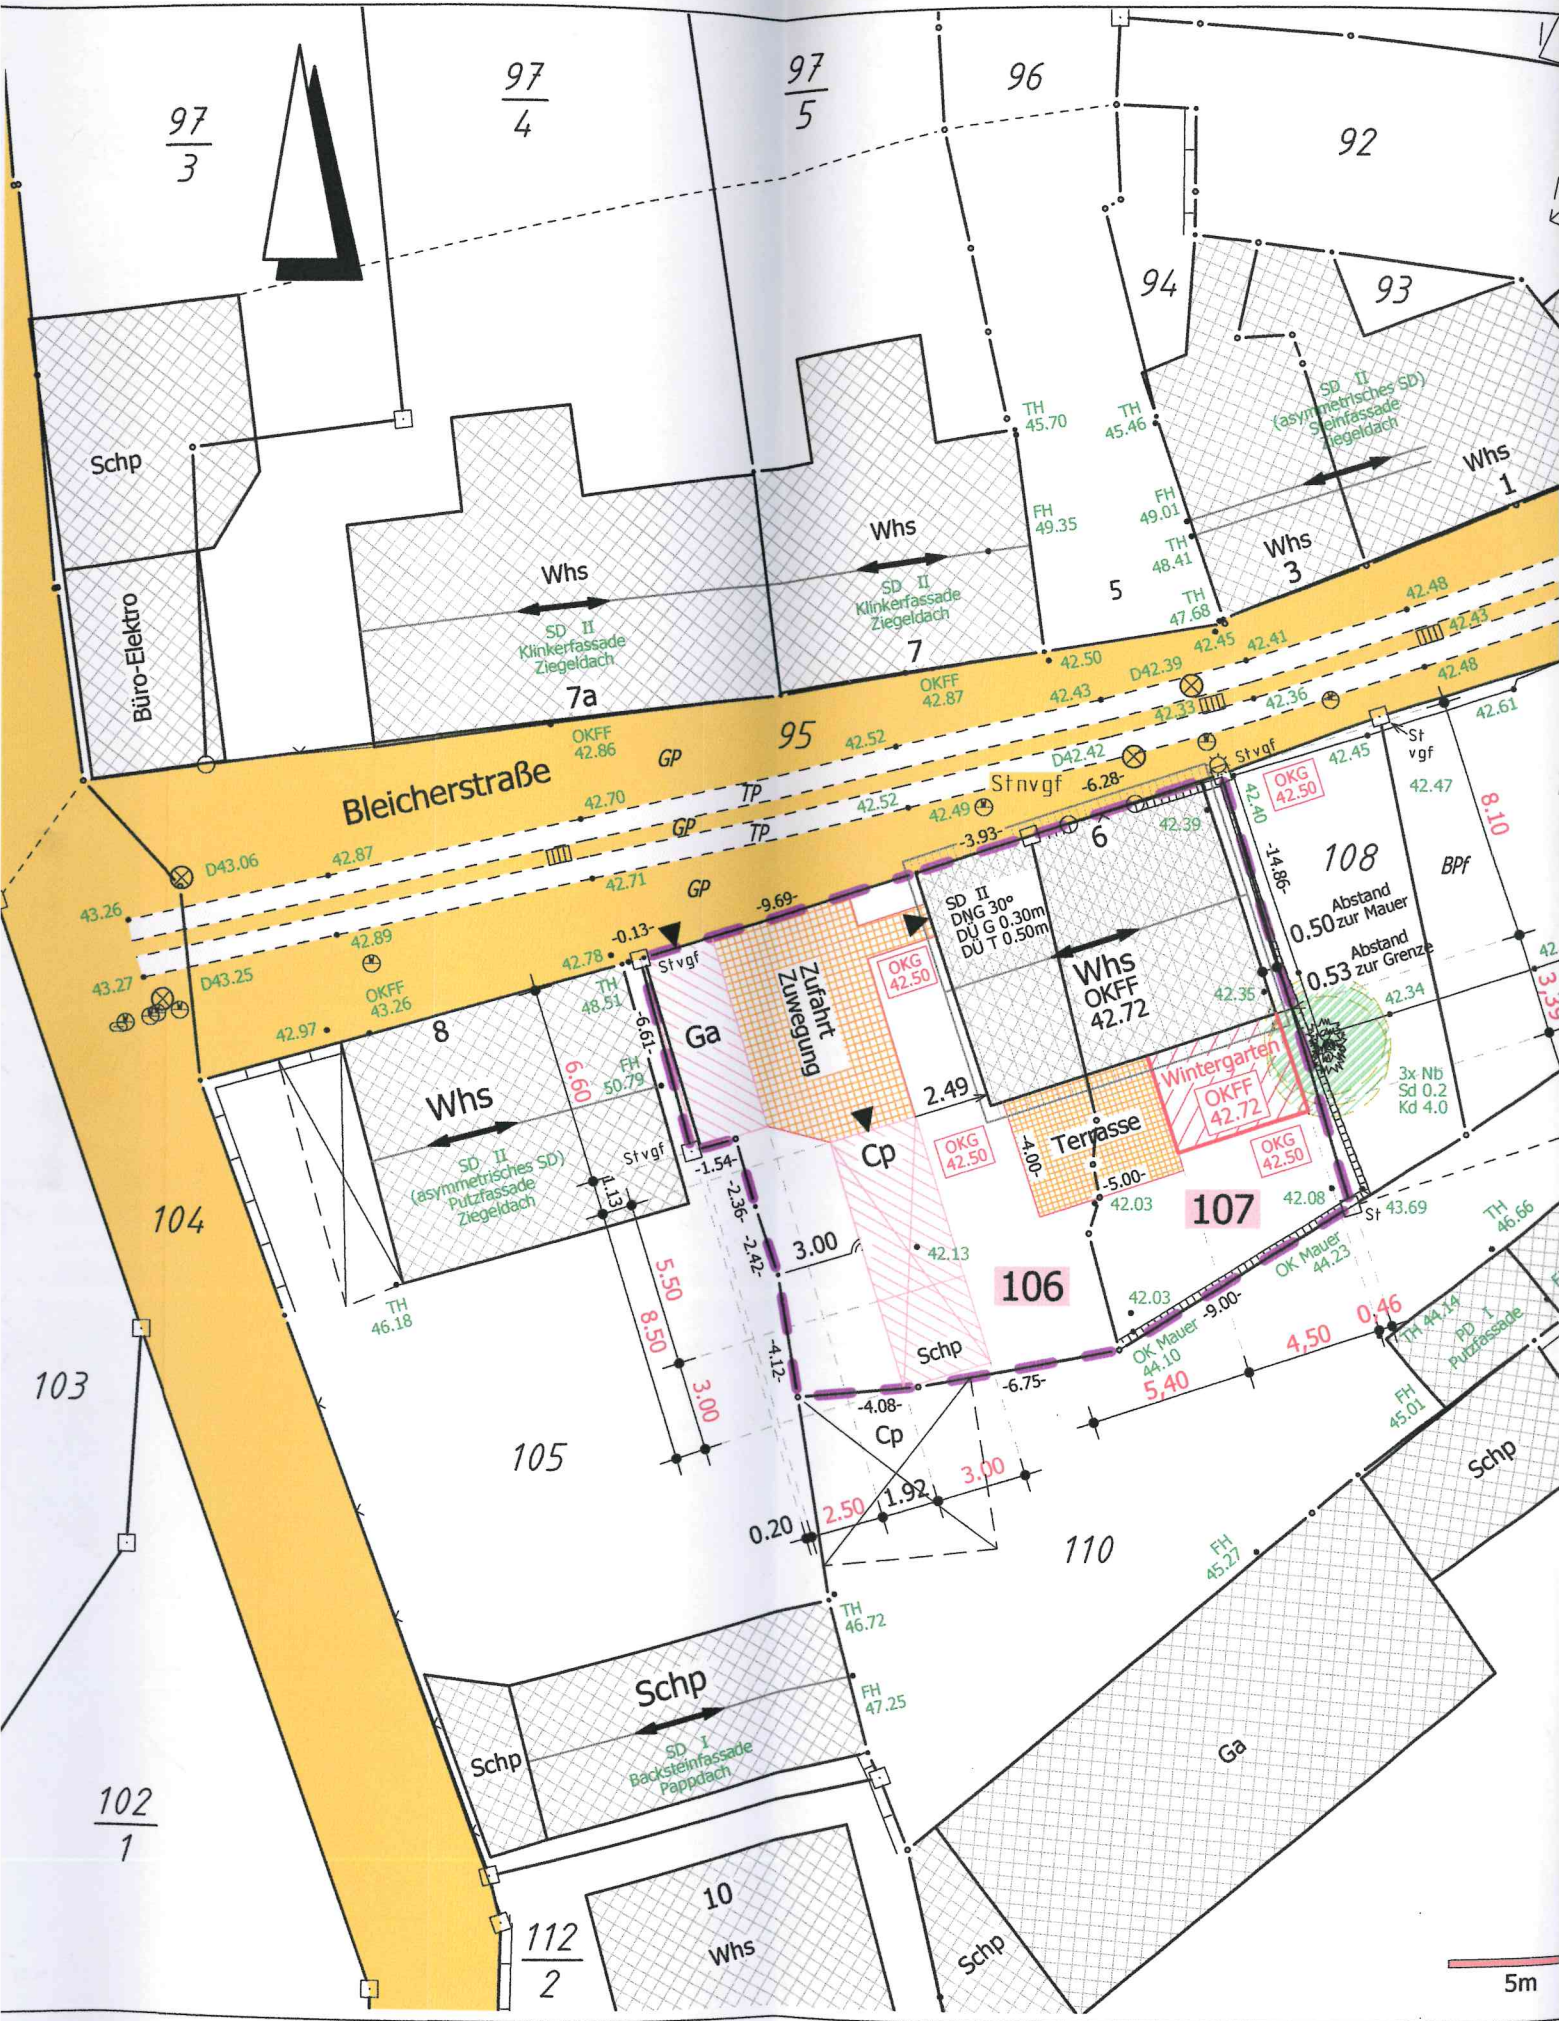 97
3
97
4
97
5
96
92
94
93
Schp
Büro-Elektro
Whs
SD II
Klinkerfassade
Ziegeldach
7a
OKFF
42.86
Whs
SD II
Klinkerfassade
Ziegeldach
7
OKFF
42.87
TH
45.70
FH
49.35
TH
45.46
FH
49.01
TH
48.41
TH
47.68
5
SD II
(asymmetrisches SD)
Steinfassade
Ziegeldach
Whs
3
Whs
1
42.50
42.45
42.41
42.48
42.43
42.48
42.61
D42.39
42.43
42.33
42.36
95
42.52
GP
D42.42
Bleicherstraße
42.70
TP
GP
TP
42.52
42.49
Stnvgf
-6.28-
Stvgf
42.45
St
vgf
42.47
D43.06
42.87
42.71
GP
-3.93-
6
42.39
42.40
OKG
42.50
8.10
43.26
42.89
43.27
D43.25
-9.69-
-0.13-
42.78
Stvgf
SD II
DNG 30°
DÜ G 0.30m
DÜ T 0.50m
-14.86-
108
BPf
Abstand
0.50 zur Mauer
Abstand
0.53 zur Grenze
OKFF
43.26
42.97
8
TH
48.51
-6.61-
Ga
Zufahrt
Zuwegung
OKG
42.50
Whs
OKFF
42.72
42.35
42.34
42.
3,39
Whs
6.60
FH
50.79
2.49
Wintergarten
OKFF
42.72
3x Nb
Sd 0.2
Kd 4.0
SD II
(asymmetrisches SD)
Putzfassade
Ziegeldach
Stvgf
-1.54-
Cp
OKG
42.50
-4.00-
Terrasse
-5.00-
OKG
42.50
1.13
-2.36-
-2.42-
3.00
42.03
107
42.08
St
43.69
TH
46.66
104
42.13
106
OK Mauer
44.23
5.50
8.50
TH
46.18
3.00
-4.12-
Schp
42.03
-9.00-
OK Mauer
44.10
4,50
0,46
TH 44.14
PD I
Putzfassade
103
-4.08-
-6.75-
5,40
FH
45.01
Cp
105
3.00
1.92
2.50
0.20
Schp
110
FH
45.27
TH
46.72
Schp
SD I
Backsteinfassade
Pappdach
FH
47.25
Schp
Ga
102
1
10
Whs
112
2
Schp
5m